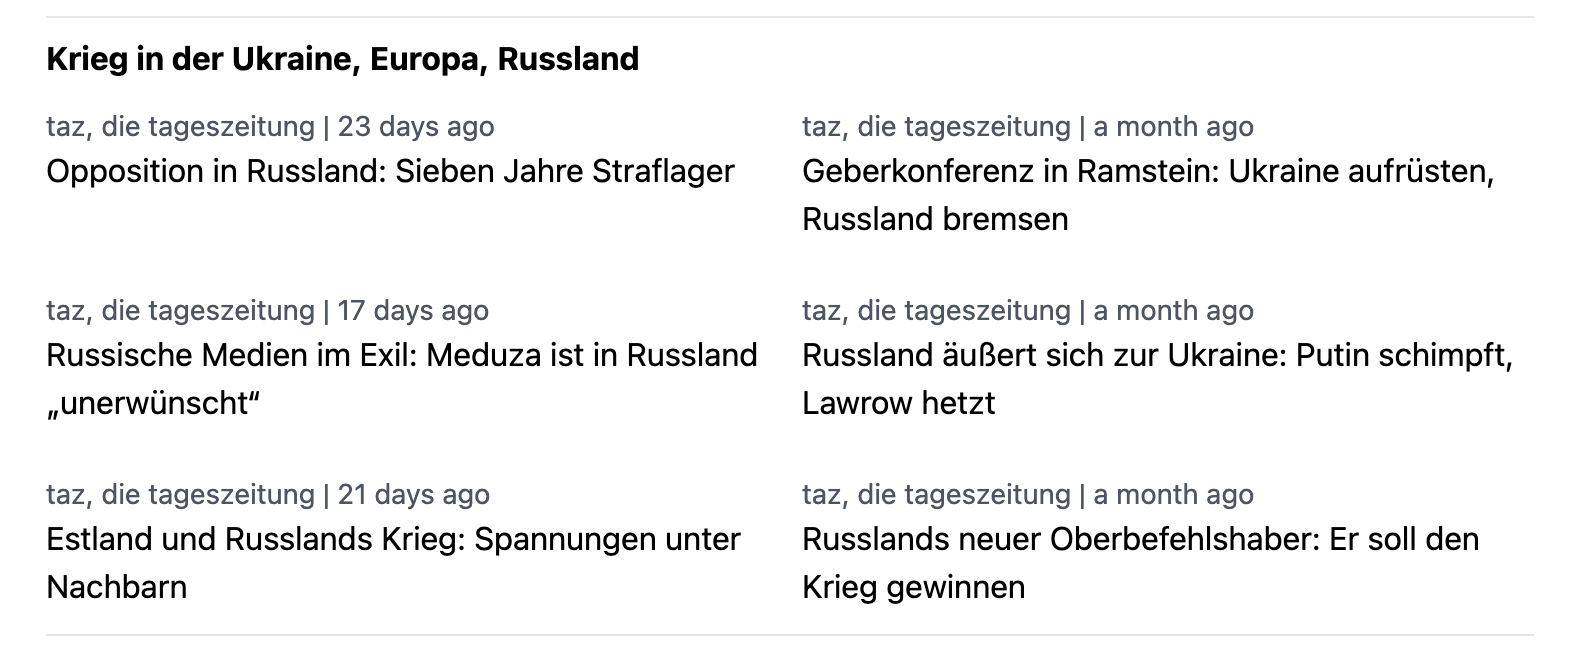 Krieg in der Ukraine, Europa, Russland
taz, die tageszeitung | 23 days ago
Opposition in Russland: Sieben Jahre Straflager
taz, die tageszeitung | a month ago
Geberkonferenz in Ramstein: Ukraine aufrüsten,
Russland bremsen
taz, die tageszeitung | 17 days ago
Russische Medien im Exil: Meduza ist in Russland
„unerwünscht“
taz, die tageszeitung | a month ago
Russland äußert sich zur Ukraine: Putin schimpft,
Lawrow hetzt
taz, die tageszeitung | 21 days ago
Estland und Russlands Krieg: Spannungen unter
Nachbarn
taz, die tageszeitung | a month ago
Russlands neuer Oberbefehlshaber: Er soll den
Krieg gewinnen